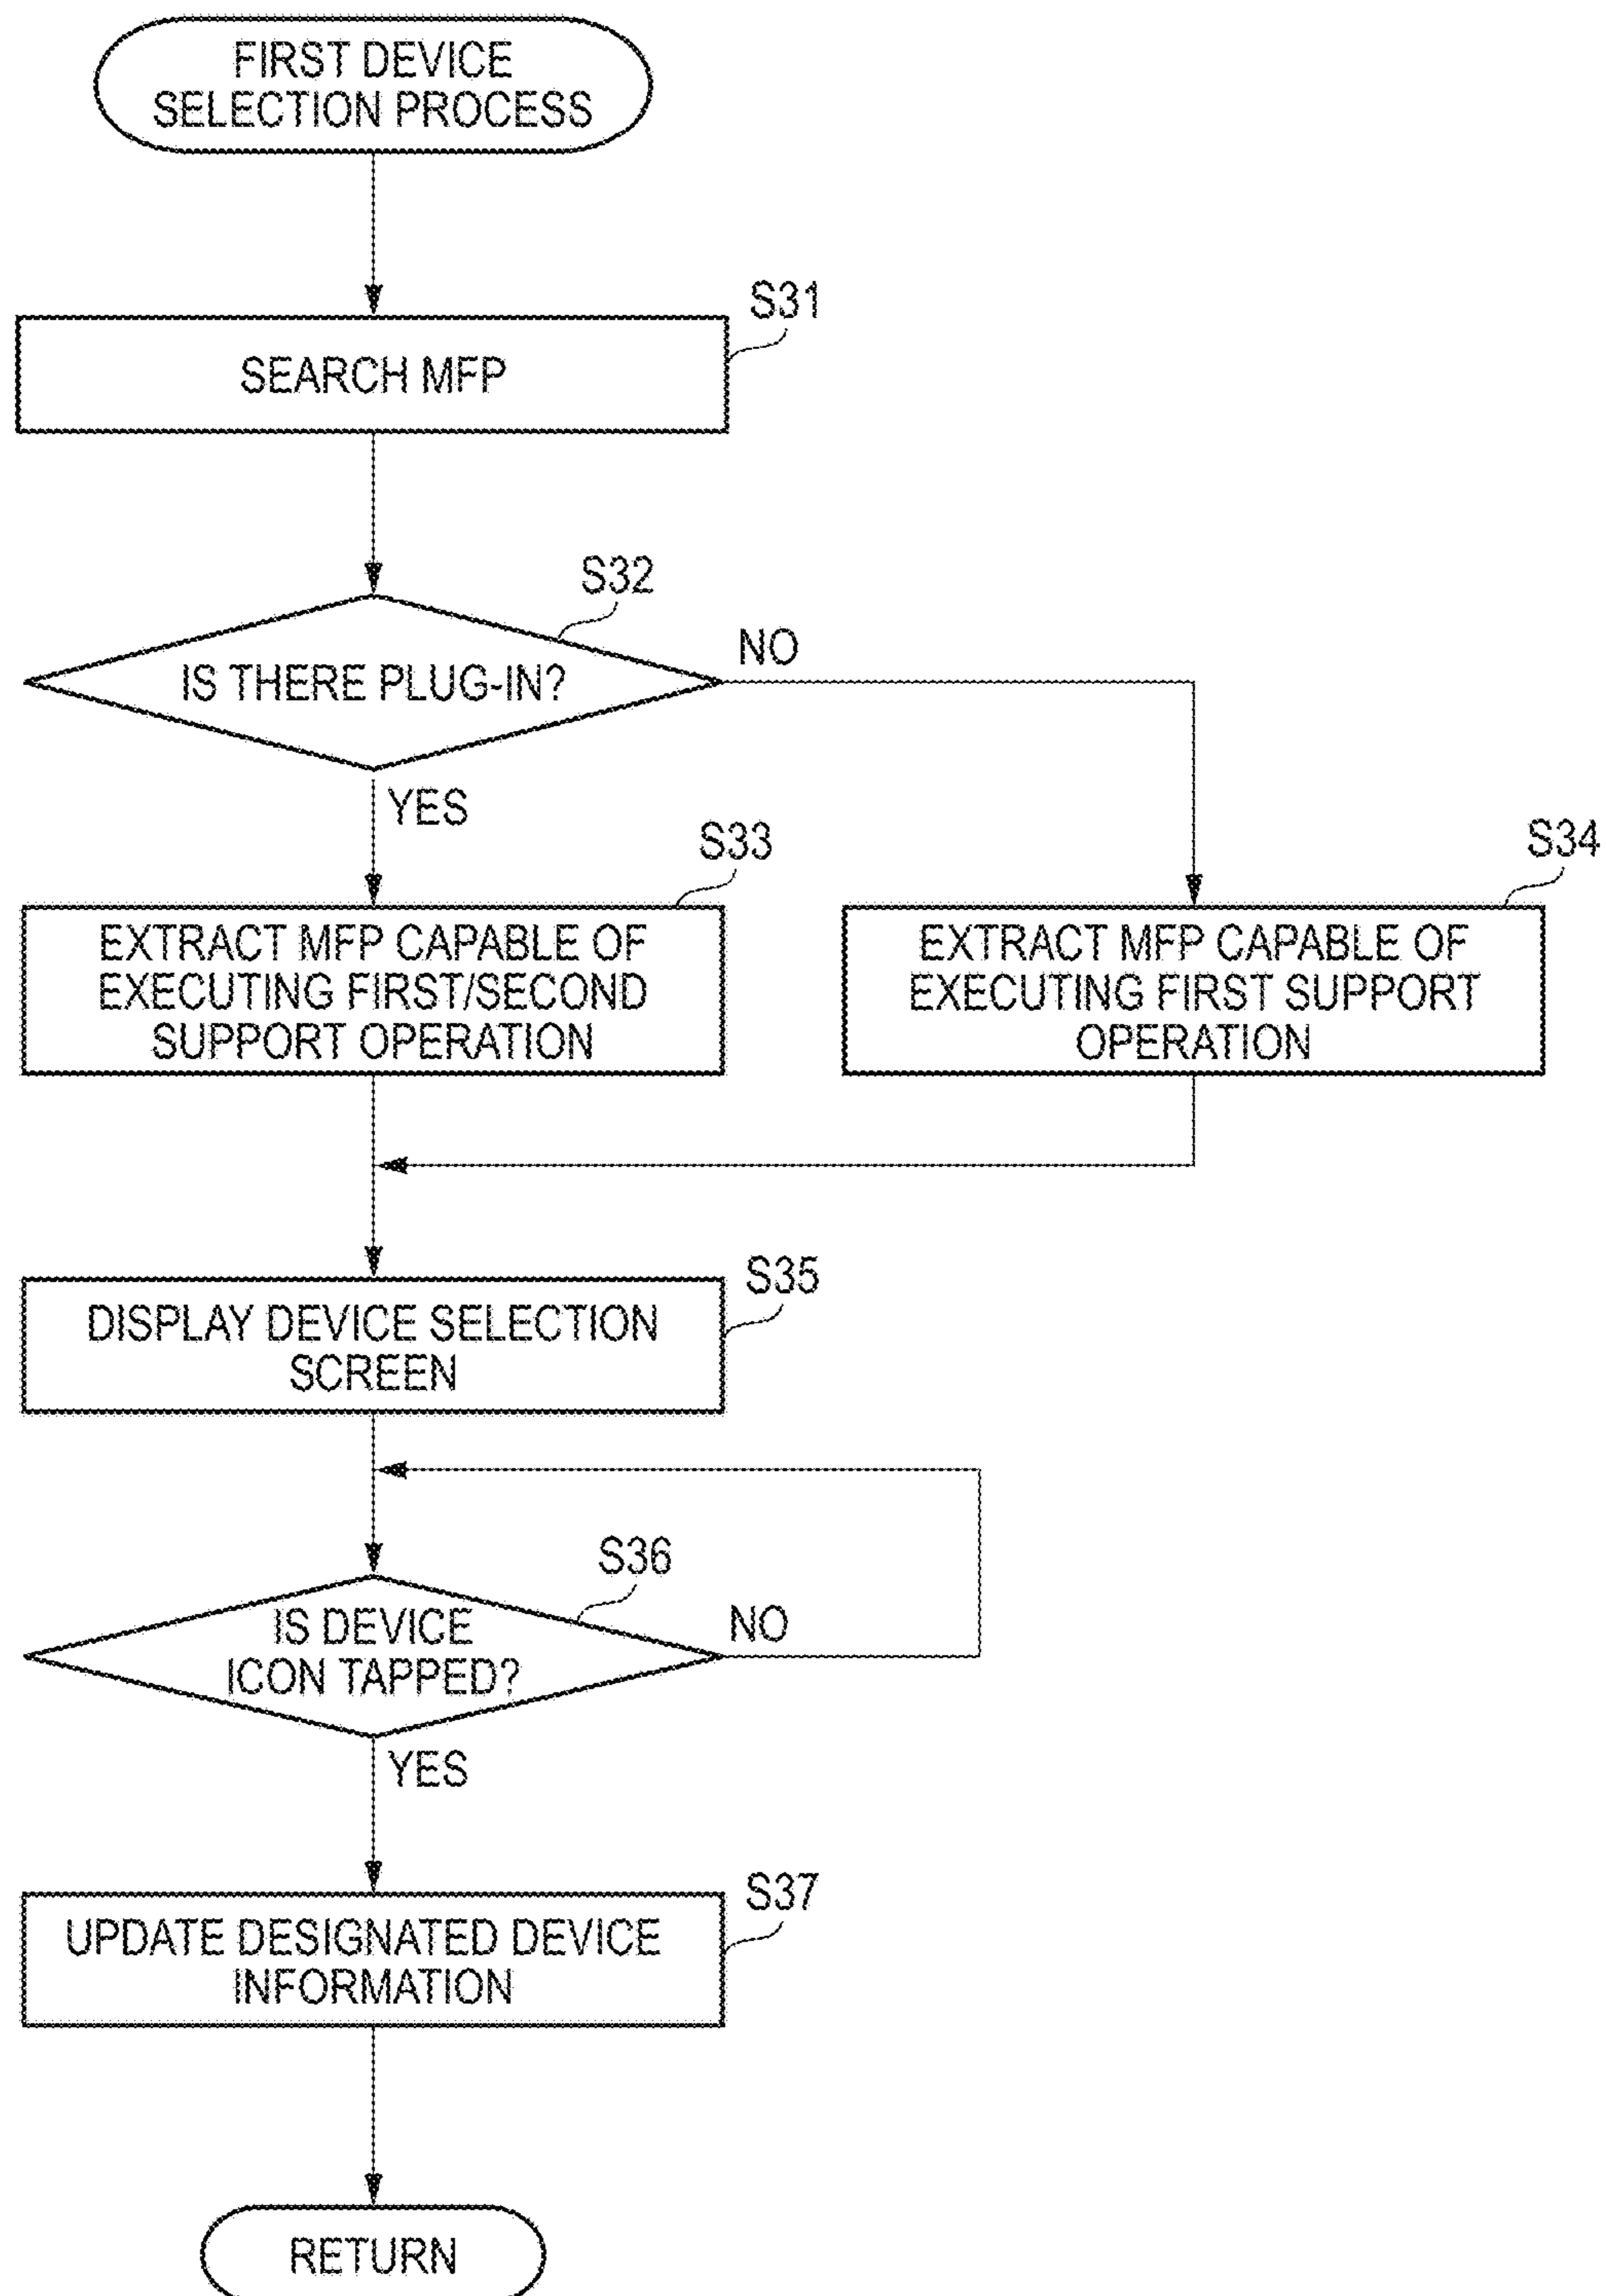 FIRST DEVICE
SELECTION PROCESS
S31
SEARCH MFP
S32
IS THERE PLUG-IN?
NO
YES
S33
EXTRACT MFP CAPABLE OF
EXECUTING FIRST/SECOND
SUPPORT OPERATION
S34
EXTRACT MFP CAPABLE OF
EXECUTING FIRST SUPPORT
OPERATION
S35
DISPLAY DEVICE SELECTION
SCREEN
S36
IS DEVICE
ICON TAPPED?
NO
YES
S37
UPDATE DESIGNATED DEVICE
INFORMATION
RETURN